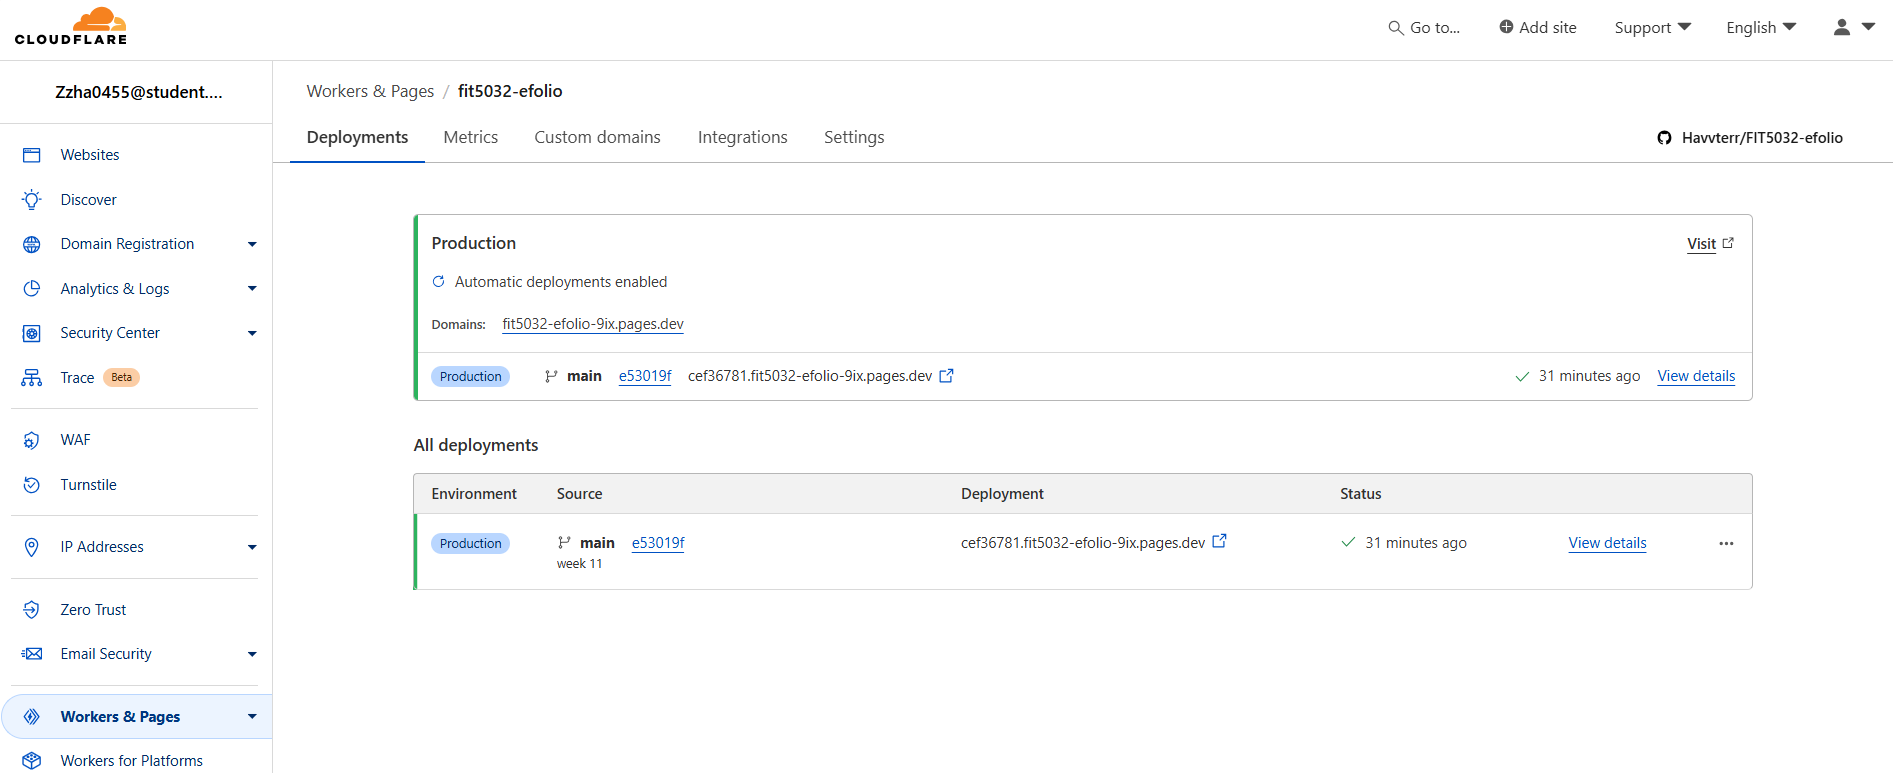 CLOUDFLARE
Go to...
Add site
Support
English
Zzha0455@student....
Websites
Discover
Domain Registration
Analytics & Logs
Security Center
Trace Beta
WAF
Turnstile
IP Addresses
Zero Trust
Email Security
Workers & Pages
Workers for Platforms
Workers & Pages / fit5032-efolio
Deployments Metrics Custom domains Integrations Settings
Havvterr/FIT5032-efolio
Production
Visit
Automatic deployments enabled
Domains: fit5032-efolio-9ix.pages.dev
Production main e53019f cef36781.fit5032-efolio-9ix.pages.dev 31 minutes ago View details
All deployments
Environment Source Deployment Status
Production main e53019f cef36781.fit5032-efolio-9ix.pages.dev 31 minutes ago View details
week 11